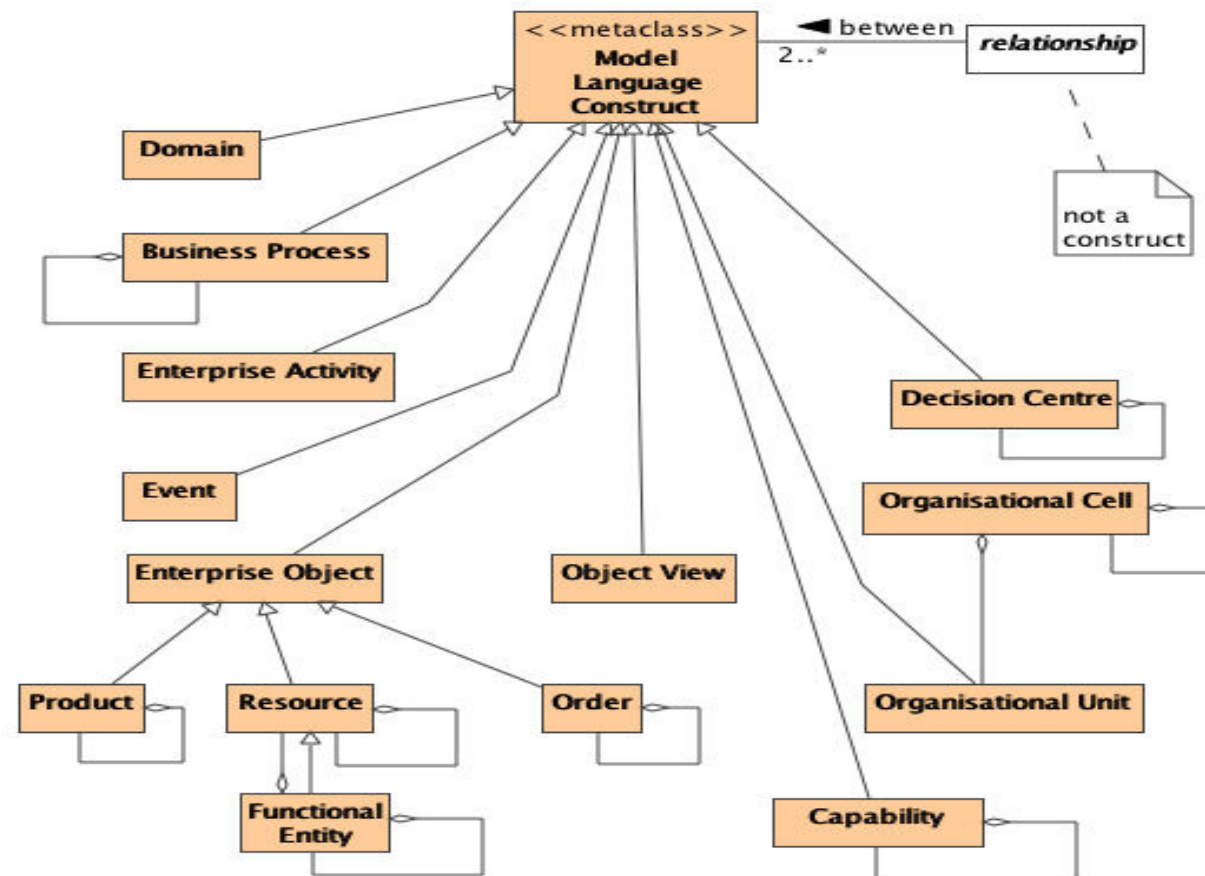 <<metaclass>>
Model
Language
Construct
between
2..*
relationship
not a
construct
Domain
Business Process
Enterprise Activity
Event
Enterprise Object
Object View
Decision Centre
Organisational Cell
Organisational Unit
Product
Resource
Order
Functional
Entity
Capability